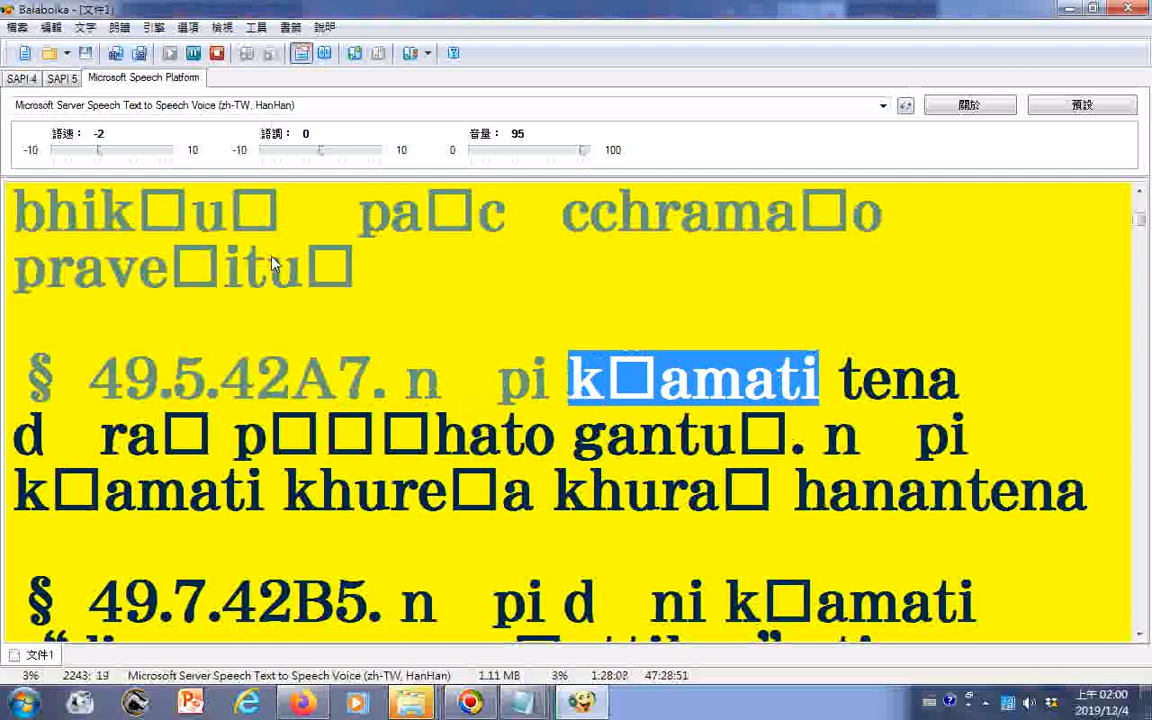 Balabolka - [文件1]
檔案 編輯 文字 朗讀 引擎 選項 檢視 工具 書籤 說明
SAPI 4 SAPI 5 Microsoft Speech Platform
Microsoft Server Speech Text to Speech Voice (zh-TW, HanHan) 關於 預設
語速： -2 語調： 0 音量： 95
-10 10 -10 10 0 100
bhik□u□ pa□c cchrama□o
prave□itu□
§ 49.5.42A7. n pi k□amati tena
d ra□ p□□□hato gantu□. n pi
k□amati khure□a khura□ hanantena
§ 49.7.42B5. n pi d ni k□amati
文件1
3% 2243: 19 Microsoft Server Speech Text to Speech Voice (zh-TW, HanHan) 1.11 MB 3% 1:28:02 47:28:51
上午 02:00
2019/12/4